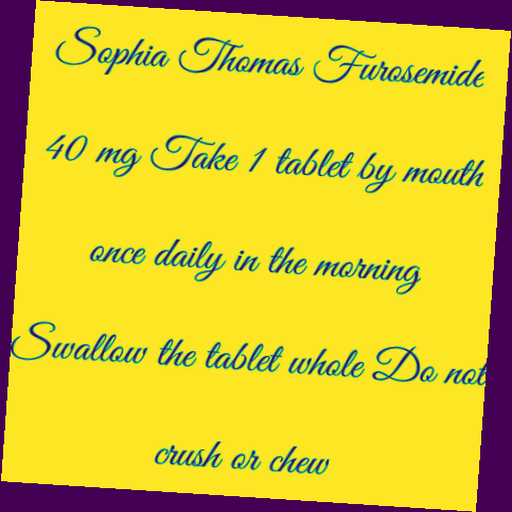 Sophia Thomas Furosemide
40 mg Take 1 tablet by mouth
once daily in the morning
Swallow the tablet whole Do not
crush or chew